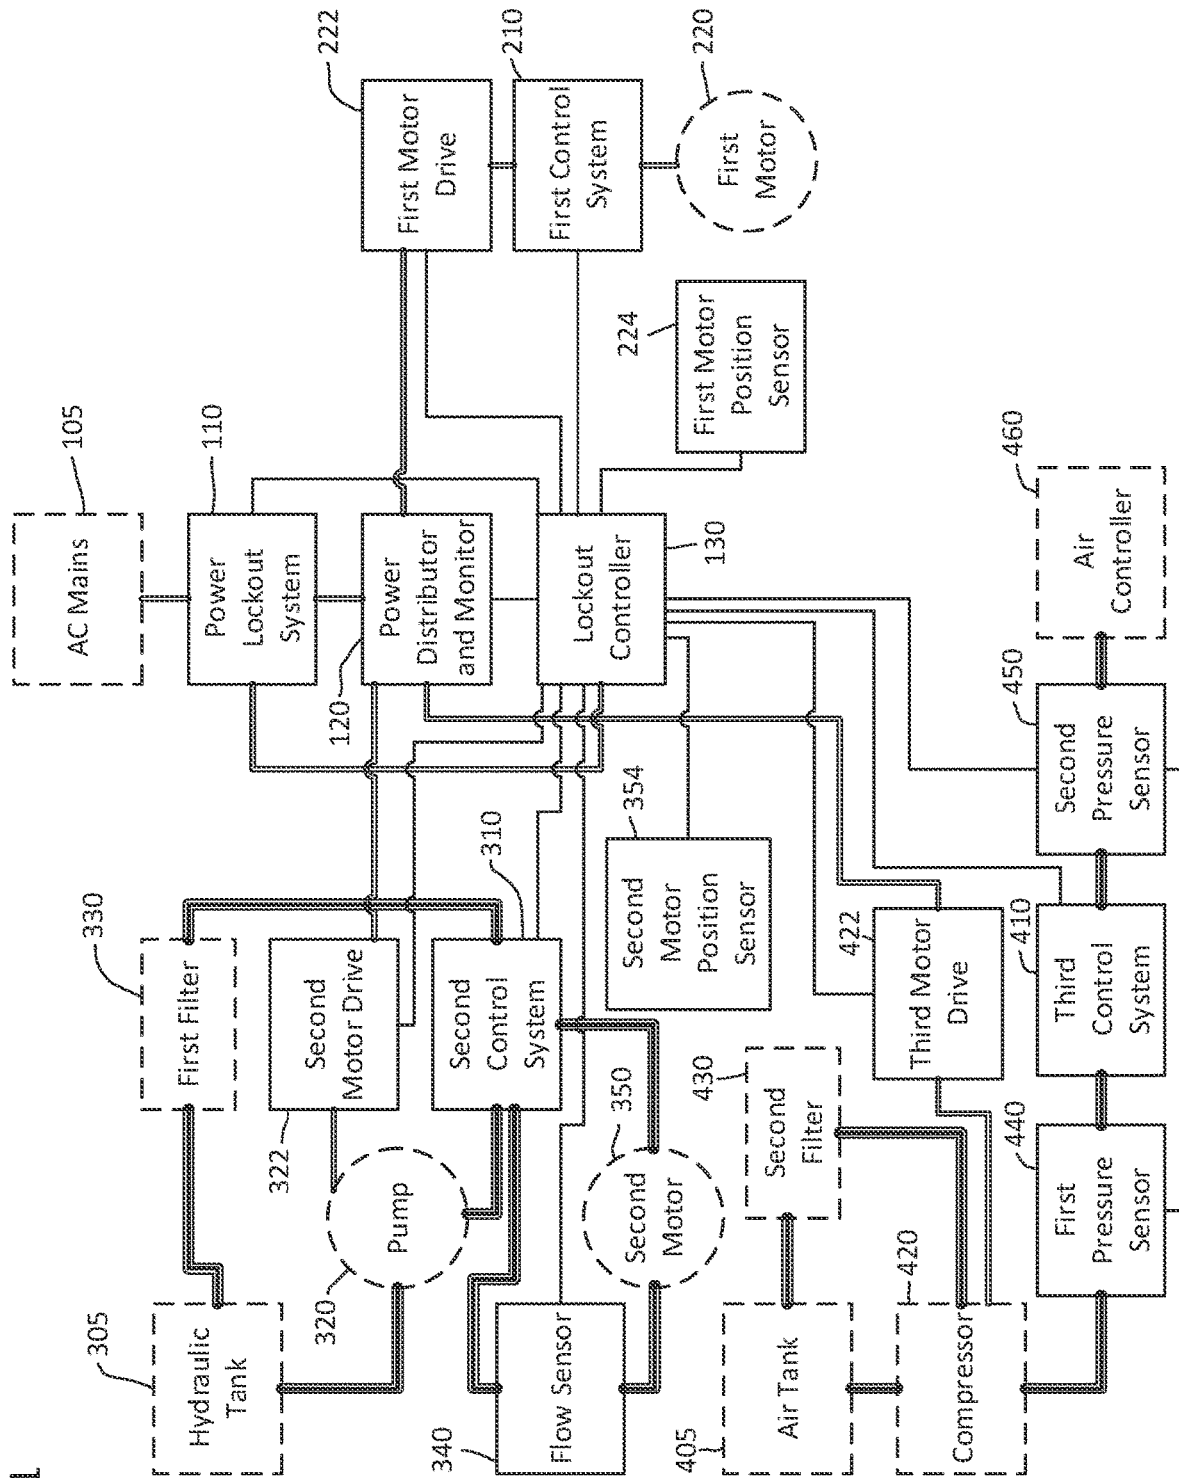 222
210
220
First Motor
Drive
First Control
System
First
Motor
224
First Motor
Position
Sensor
105
AC Mains
110
Power
Lockout
System
120
Power
Distributor
and Monitor
130
Lockout
Controller
460
Air
Controller
450
Second
Pressure
Sensor
354
Second
Motor
Position
Sensor
330
First Filter
310
Second
Motor Drive
322
Second
Control
System
422
Third Motor
Drive
410
Third
Control
System
430
Second
Filter
350
Second
Motor
320
Pump
440
First
Pressure
Sensor
305
Hydraulic
Tank
340
Flow Sensor
405
Air Tank
420
Compressor